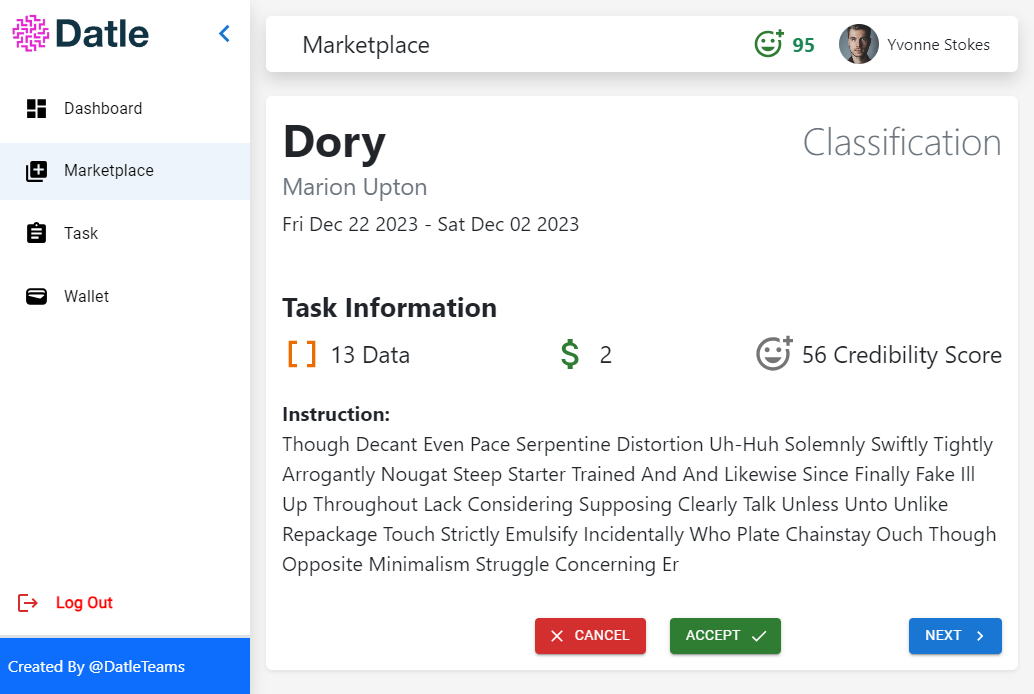 Datle
Dashboard
Marketplace
Task
Wallet
Log Out
Created By @DatleTeams
Marketplace
95
Yvonne Stokes
Dory
Classification
Marion Upton
Fri Dec 22 2023 - Sat Dec 02 2023
Task Information
13 Data
$ 2
56 Credibility Score
Instruction:
Though Decant Even Pace Serpentine Distortion Uh-Huh Solemnly Swiftly Tightly
Arrogantly Nougat Steep Starter Trained And And Likewise Since Finally Fake Ill
Up Throughout Lack Considering Supposing Clearly Talk Unless Unto Unlike
Repackage Touch Strictly Emulsify Incidentally Who Plate Chainstay Ouch Though
Opposite Minimalism Struggle Concerning Er
CANCEL
ACCEPT
NEXT